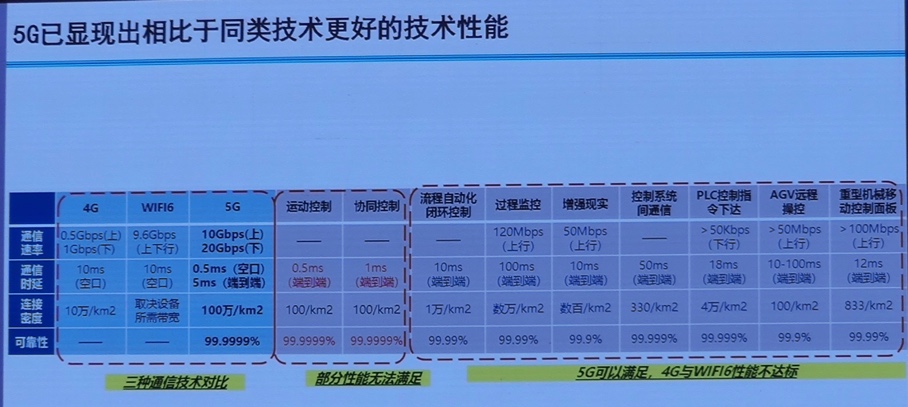 5G已显现出相比于同类技术更好的技术性能
4G WIFI6 5G 运动控制 协同控制 流程自动化闭环控制 过程监控 增强现实 控制系统间通信 PLC控制指令下达 AGV远程操控 重型机械移动控制面板
通信速率 0.5Gbps(上) 1Gbps(下) 9.6Gbps (上下行) 10Gbps(上) 20Gbps(下) —— —— —— 120Mbps (上行) 50Mbps (上行) —— >50Kbps (下行) >50Mbps (上行) >100Mbps (上行)
通信时延 10ms (空口) 10ms (空口) 0.5ms（空口) 5ms（端到端) 0.5ms (端到端) 1ms (端到端) 10ms (端到端) 100ms (端到端) 10ms (端到端) 50ms (端到端) 18ms (端到端) 10-100ms (端到端) 12ms (端到端)
连接密度 10万/km2 取决设备所需带宽 100万/km2 100/km2 100/km2 1万/km2 数万/km2 数百/km2 330/km2 4万/km2 100/km2 833/km2
可靠性 —— —— 99.9999% 99.9999% 99.9999% 99.99% 99.99% 99.9% 99.999% 99.999% 99.9% 99.99%
三种通信技术对比 部分性能无法满足 5G可以满足，4G与WIFI6性能不达标